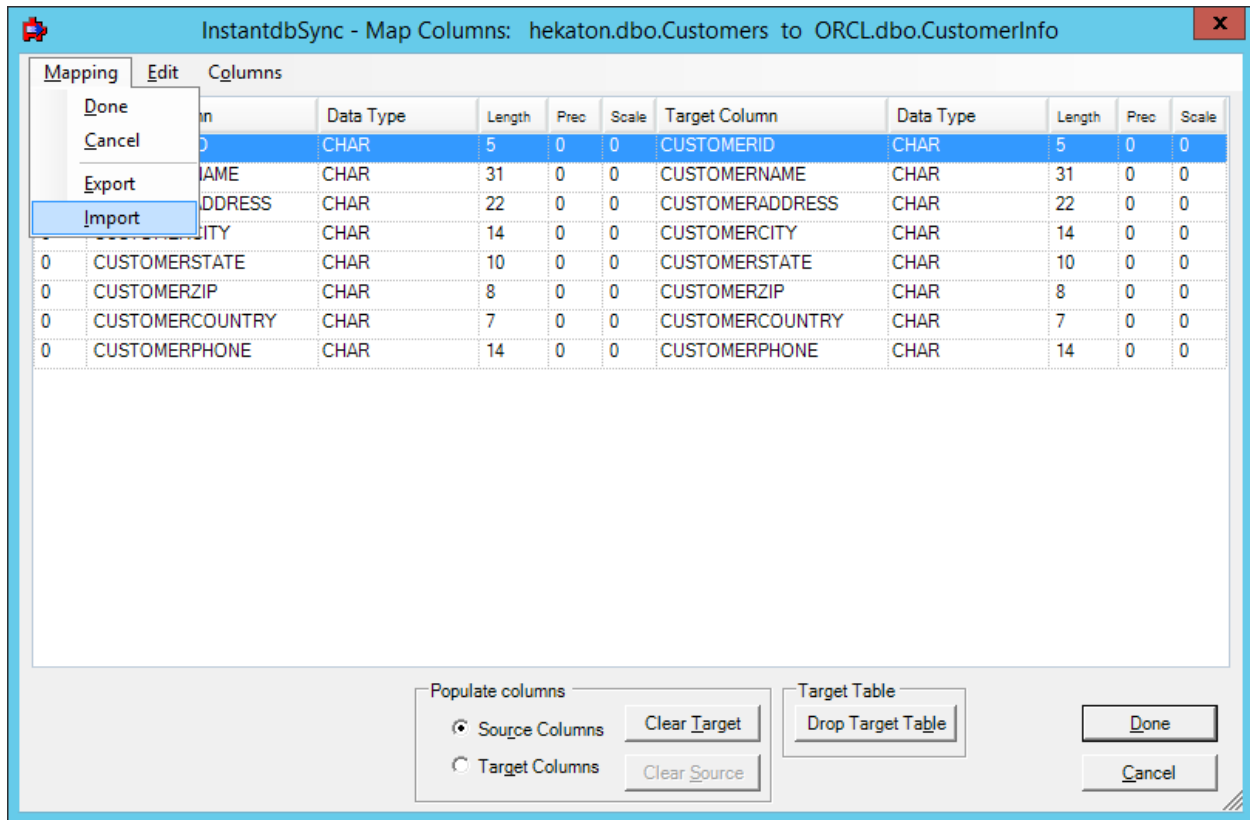 InstantdbSync - Map Columns: hekaton.dbo.Customers to ORCL.dbo.CustomerInfo
x
Mapping Edit Columns
Done
Cancel
Export
Import
Data Type Length Prec Scale Target Column Data Type Length Prec Scale
CHAR 5 0 0 CUSTOMERID CHAR 5 0 0
AME CHAR 31 0 0 CUSTOMERNAME CHAR 31 0 0
DDRESS CHAR 22 0 0 CUSTOMERADDRESS CHAR 22 0 0
CITY CHAR 14 0 0 CUSTOMERCITY CHAR 14 0 0
0 CUSTOMERSTATE CHAR 10 0 0 CUSTOMERSTATE CHAR 10 0 0
0 CUSTOMERZIP CHAR 8 0 0 CUSTOMERZIP CHAR 8 0 0
0 CUSTOMERCOUNTRY CHAR 7 0 0 CUSTOMERCOUNTRY CHAR 7 0 0
0 CUSTOMERPHONE CHAR 14 0 0 CUSTOMERPHONE CHAR 14 0 0
Populate columns
Source Columns
Clear Target
Target Columns
Clear Source
Target Table
Drop Target Table
Done
Cancel